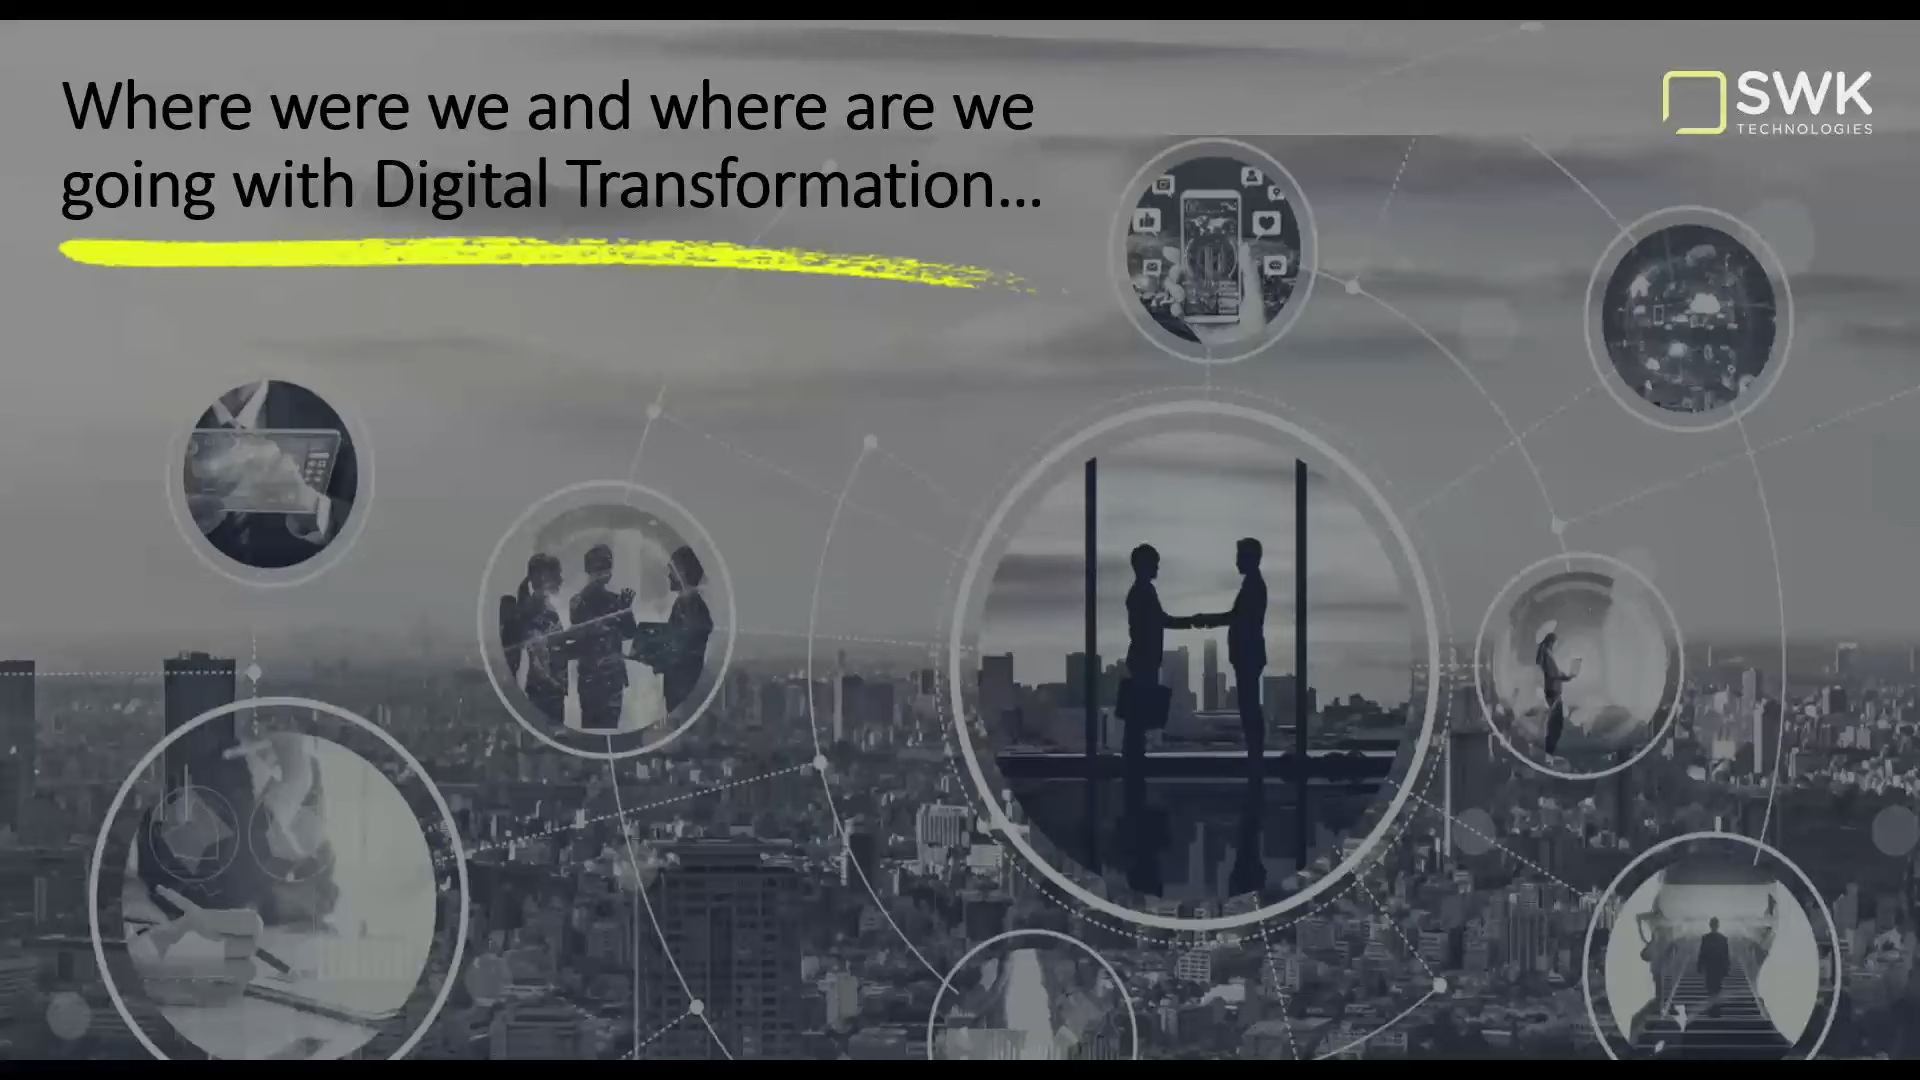 Where were we and where are we
going with Digital Transformation...
SWK
TECHNOLOGIES